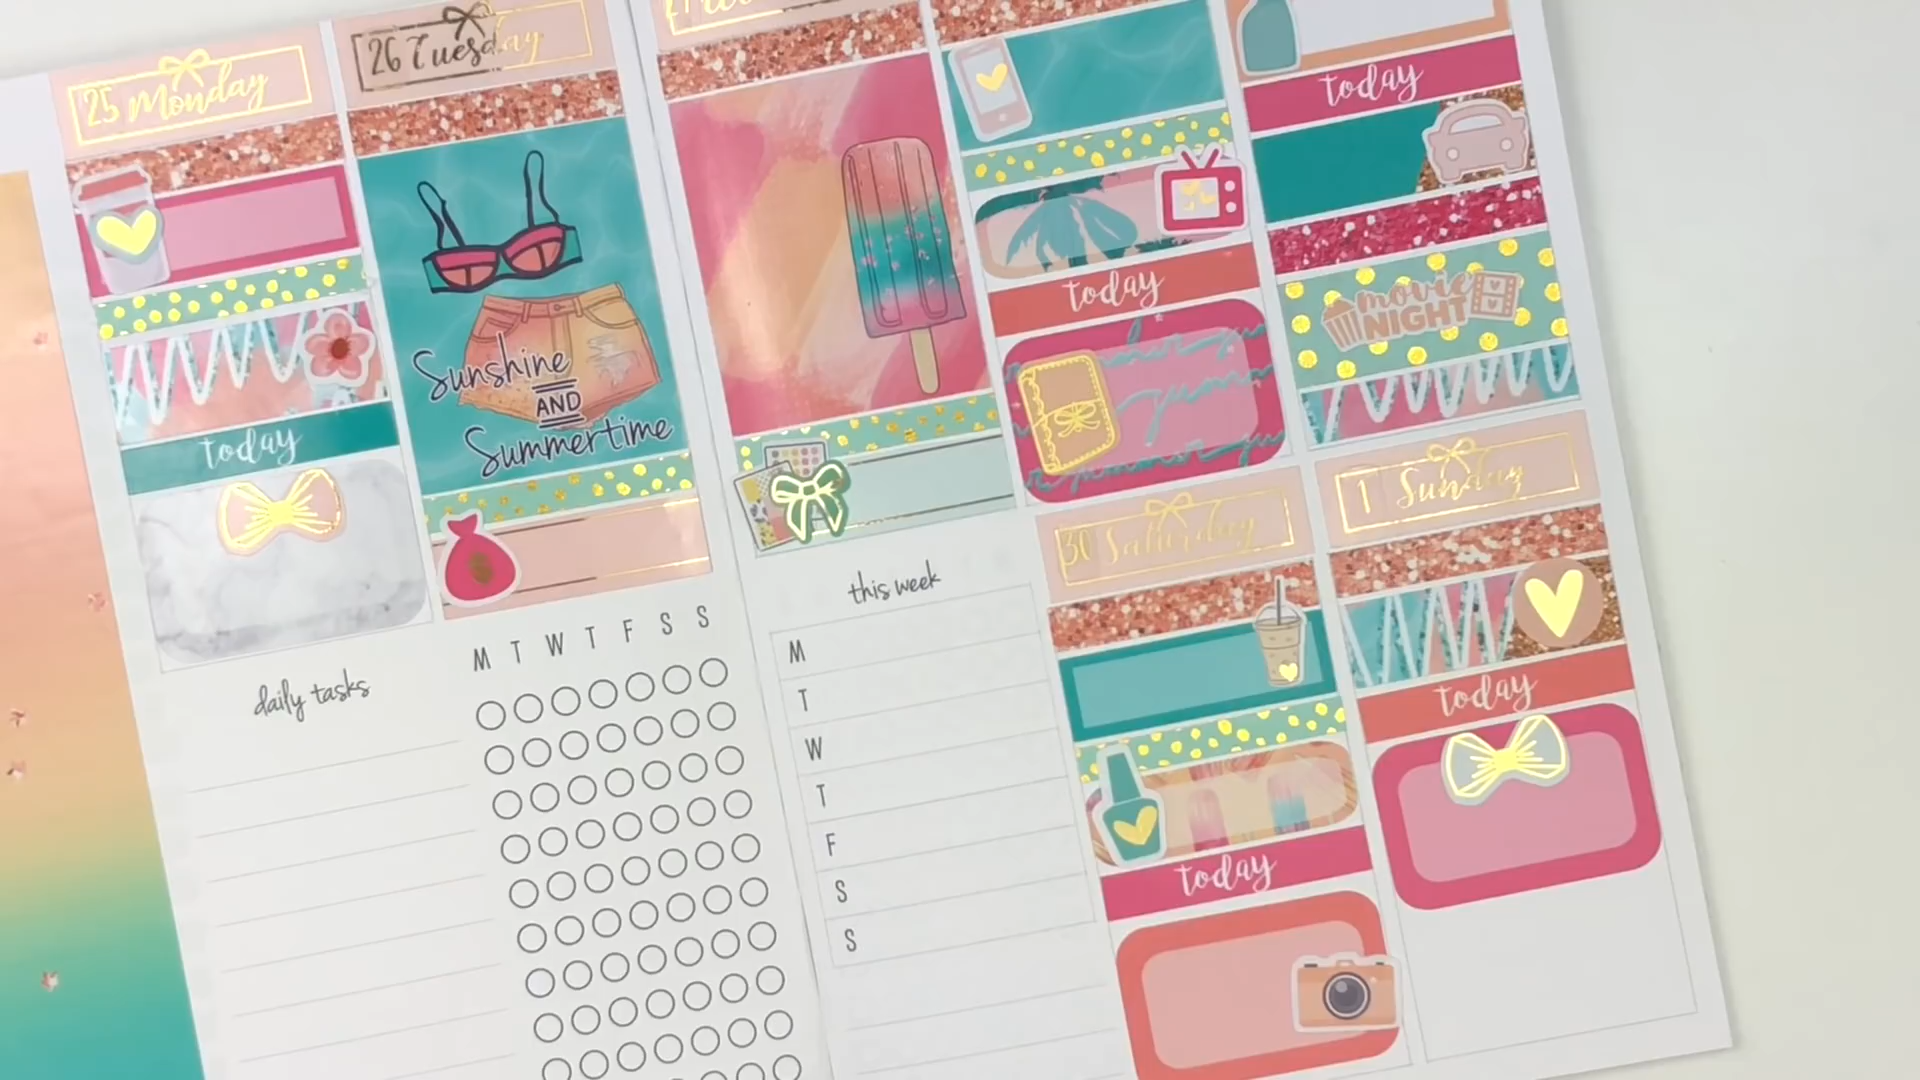 25 Monday
26 Tuesday
today
Sunshine
AND
Summertime
today
today
movie
NIGHT
30 Saturday
1 Sunday
today
today
daily tasks
M T W T F S S
this week
M
T
W
T
F
S
S